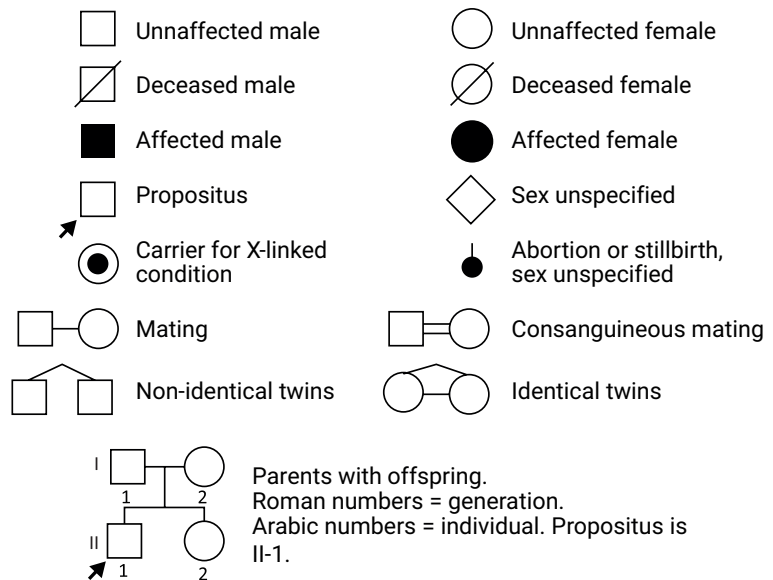 Unnaffected male
Unnaffected female
Deceased male
Deceased female
Affected male
Affected female
Propositus
Sex unspecified
Carrier for X-linked
condition
Abortion or stillbirth,
sex unspecified
Mating
Consanguineous mating
Non-identical twins
Identical twins
I
1
2
II
1
2
Parents with offspring.
Roman numbers = generation.
Arabic numbers = individual. Propositus is
II-1.